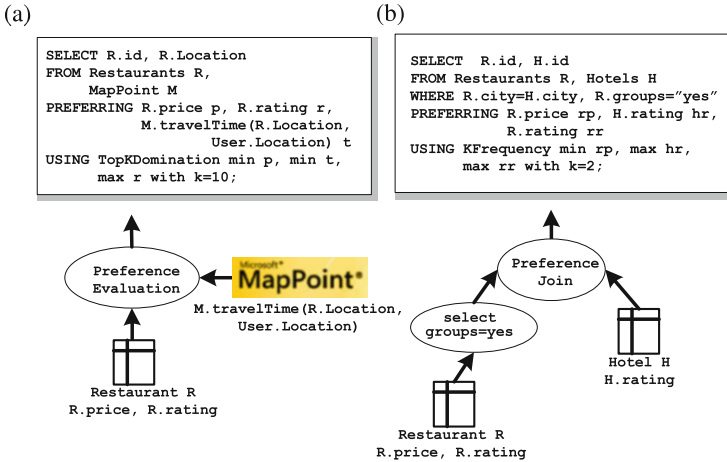 (a)
SELECT R.id, R.Location
FROM Restaurants R,
MapPoint M
PREFERRING R.price p, R.rating r,
M.travelTime(R.Location,
User.Location) t
USING TopKDomination min p, min t,
max r with k=10;
Preference
Evaluation
Microsoft®
MapPoint®
M.travelTime(R.Location,
User.Location)
Restaurant R
R.price, R.rating
(b)
SELECT R.id, H.id
FROM Restaurants R, Hotels H
WHERE R.city=H.city, R.groups=”yes”
PREFERRING R.price rp, H.rating hr,
R.rating rr
USING KFrequency min rp, max hr,
max rr with k=2;
Preference
Join
select
groups=yes
Hotel H
H.rating
Restaurant R
R.price, R.rating